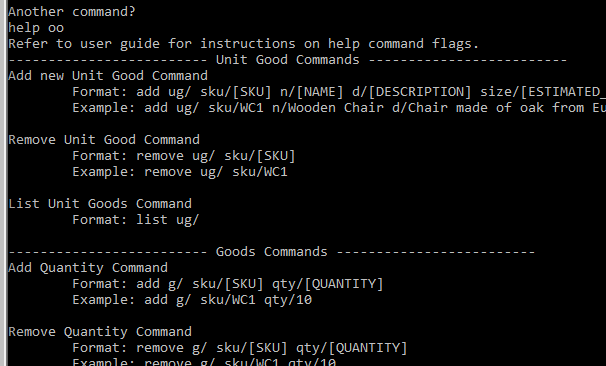 Another command?
help oo
Refer to user guide for instructions on help command flags.
------------------------- Unit Good Commands -------------------------
Add new Unit Good Command
Format: add ug/ sku/[SKU] n/[NAME] d/[DESCRIPTION] size/[ESTIMATED_
Example: add ug/ sku/WC1 n/Wooden Chair d/Chair made of oak from Eu
Remove Unit Good Command
Format: remove ug/ sku/[SKU]
Example: remove ug/ sku/WC1
List Unit Goods Command
Format: list ug/
------------------------- Goods Commands -------------------------
Add Quantity Command
Format: add g/ sku/[SKU] qty/[QUANTITY]
Example: add g/ sku/WC1 qty/10
Remove Quantity Command
Format: remove g/ sku/[SKU] qty/[QUANTITY]
Example: remove g/ sku/WC1 qty/10